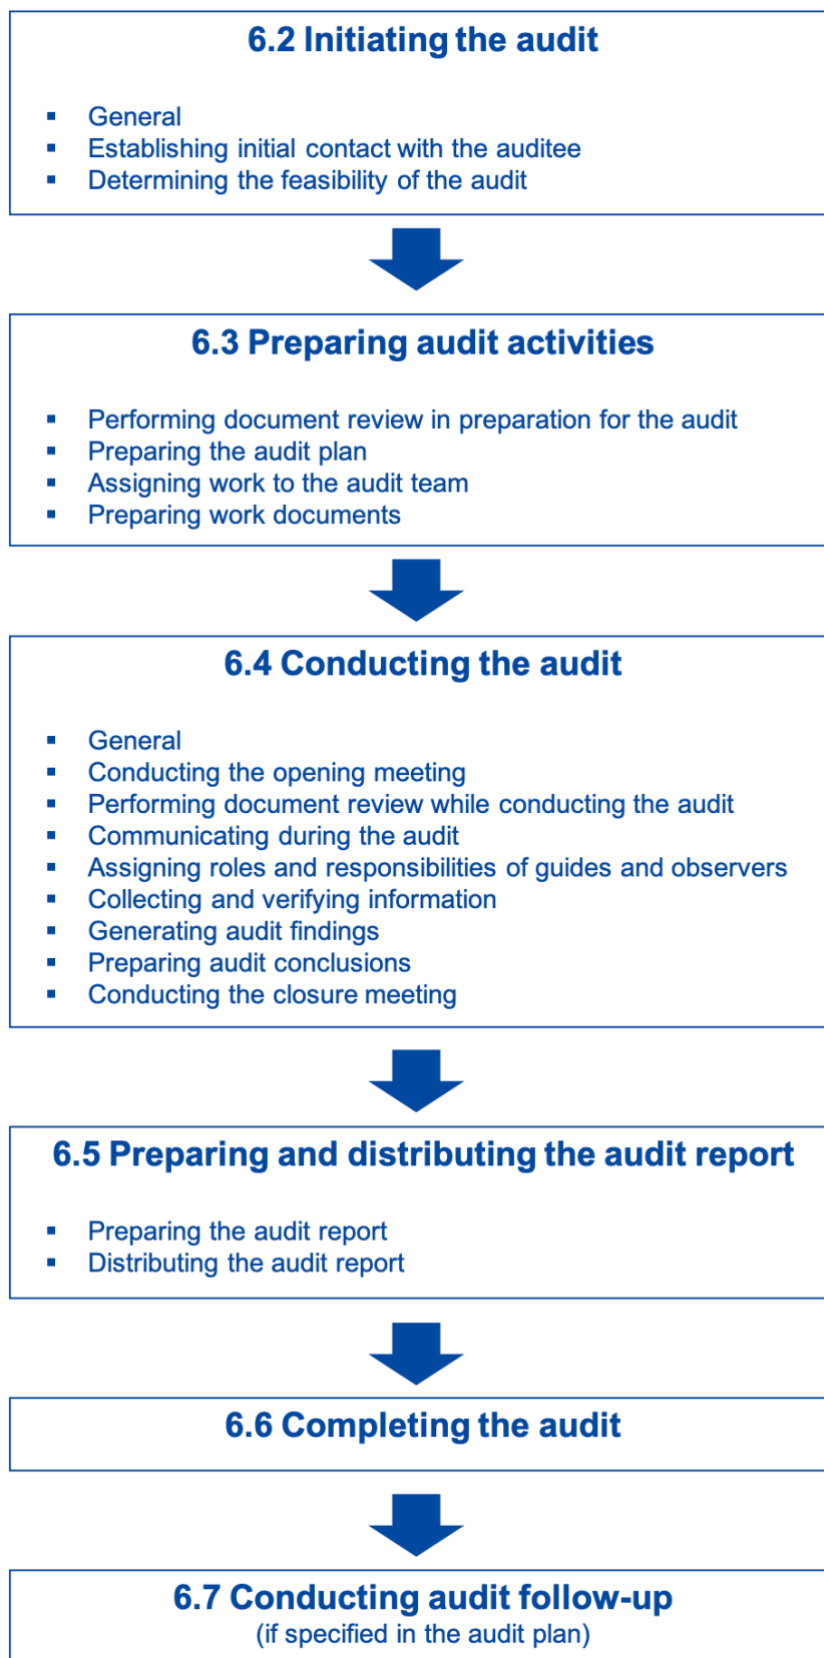 6.2 Initiating the audit
▪ General
▪ Establishing initial contact with the auditee
▪ Determining the feasibility of the audit
6.3 Preparing audit activities
▪ Performing document review in preparation for the audit
▪ Preparing the audit plan
▪ Assigning work to the audit team
▪ Preparing work documents
6.4 Conducting the audit
▪ General
▪ Conducting the opening meeting
▪ Performing document review while conducting the audit
▪ Communicating during the audit
▪ Assigning roles and responsibilities of guides and observers
▪ Collecting and verifying information
▪ Generating audit findings
▪ Preparing audit conclusions
▪ Conducting the closure meeting
6.5 Preparing and distributing the audit report
▪ Preparing the audit report
▪ Distributing the audit report
6.6 Completing the audit
6.7 Conducting audit follow-up
(if specified in the audit plan)